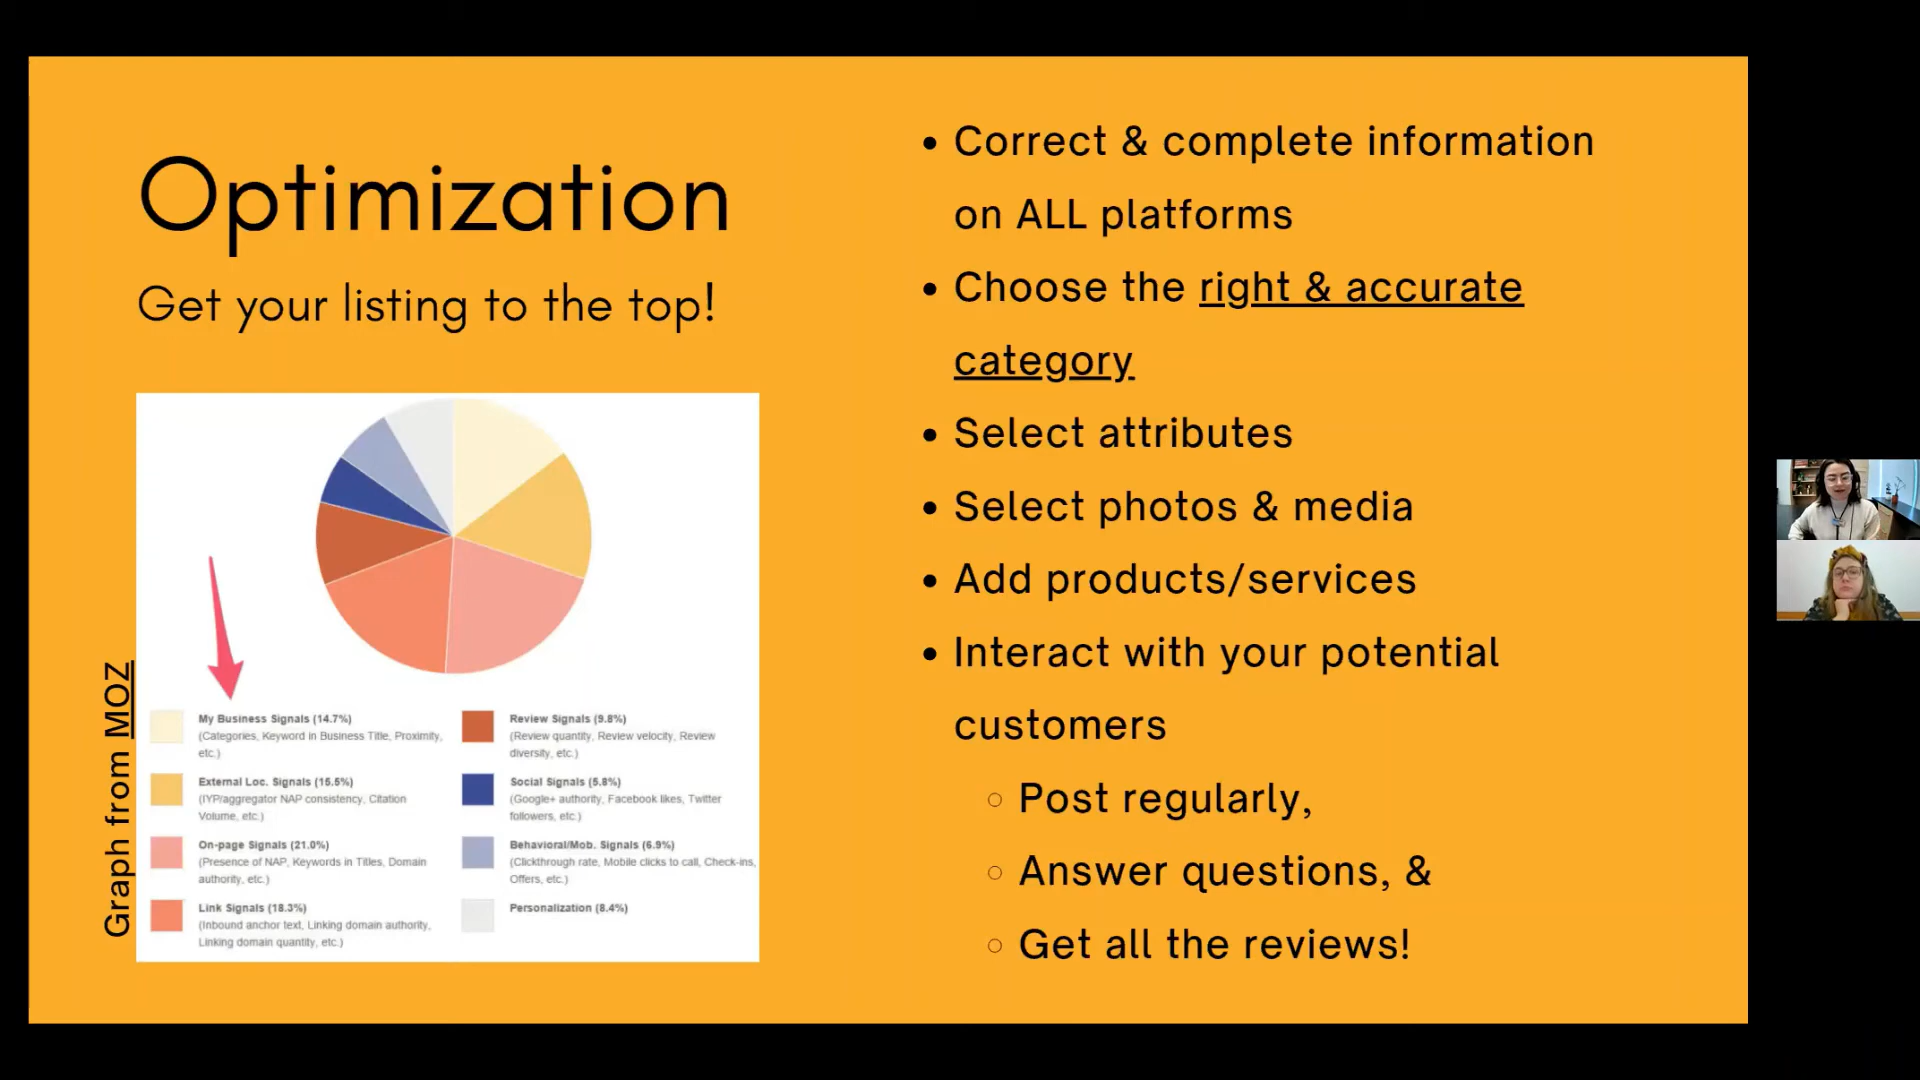 Optimization
Get your listing to the top!
My Business Signals (14.7%)
(Categories, Keyword in Business Title, Proximity,
etc.)
External Loc. Signals (15.5%)
(IYP/aggregator NAP consistency, Citation
Volume, etc.)
On-page Signals (21.0%)
(Presence of NAP, Keywords in Titles, Domain
authority, etc.)
Link Signals (18.3%)
(Inbound anchor text, Linking domain authority,
Linking domain quantity, etc.)
Review Signals (9.8%)
(Review quantity, Review velocity, Review
diversity, etc.)
Social Signals (5.8%)
(Google+ authority, Facebook likes, Twitter
followers, etc.)
Behavioral/Mob. Signals (6.9%)
(Clickthrough rate, Mobile clicks to call, Check-ins,
Offers, etc.)
Personalization (8.4%)
Graph from MOZ
• Correct & complete information
on ALL platforms
• Choose the right & accurate
category
• Select attributes
• Select photos & media
• Add products/services
• Interact with your potential
customers
○ Post regularly,
○ Answer questions, &
○ Get all the reviews!